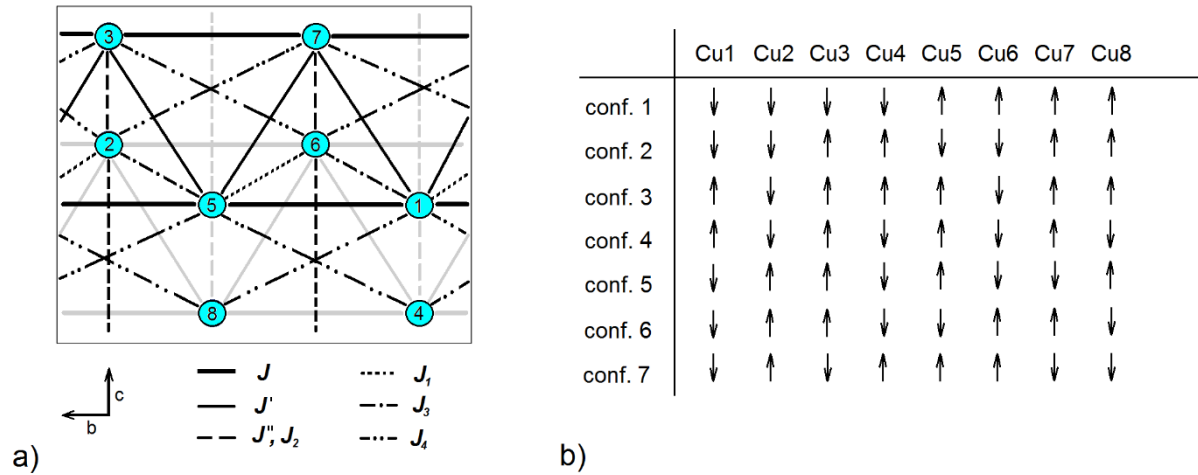 3 7
2 6
5 1
8 4
c
b
J J₁
J' J₃
J'', J₂ J₄
a)
Cu1 Cu2 Cu3 Cu4 Cu5 Cu6 Cu7 Cu8
conf. 1 ↓ ↓ ↓ ↓ ↑ ↑ ↑ ↑
conf. 2 ↓ ↓ ↑ ↑ ↓ ↓ ↑ ↑
conf. 3 ↑ ↓ ↑ ↑ ↑ ↓ ↑ ↑
conf. 4 ↑ ↓ ↑ ↓ ↑ ↓ ↑ ↓
conf. 5 ↓ ↑ ↑ ↓ ↑ ↓ ↓ ↑
conf. 6 ↓ ↑ ↑ ↓ ↓ ↑ ↑ ↓
conf. 7 ↓ ↑ ↓ ↑ ↑ ↑ ↓ ↓
b)